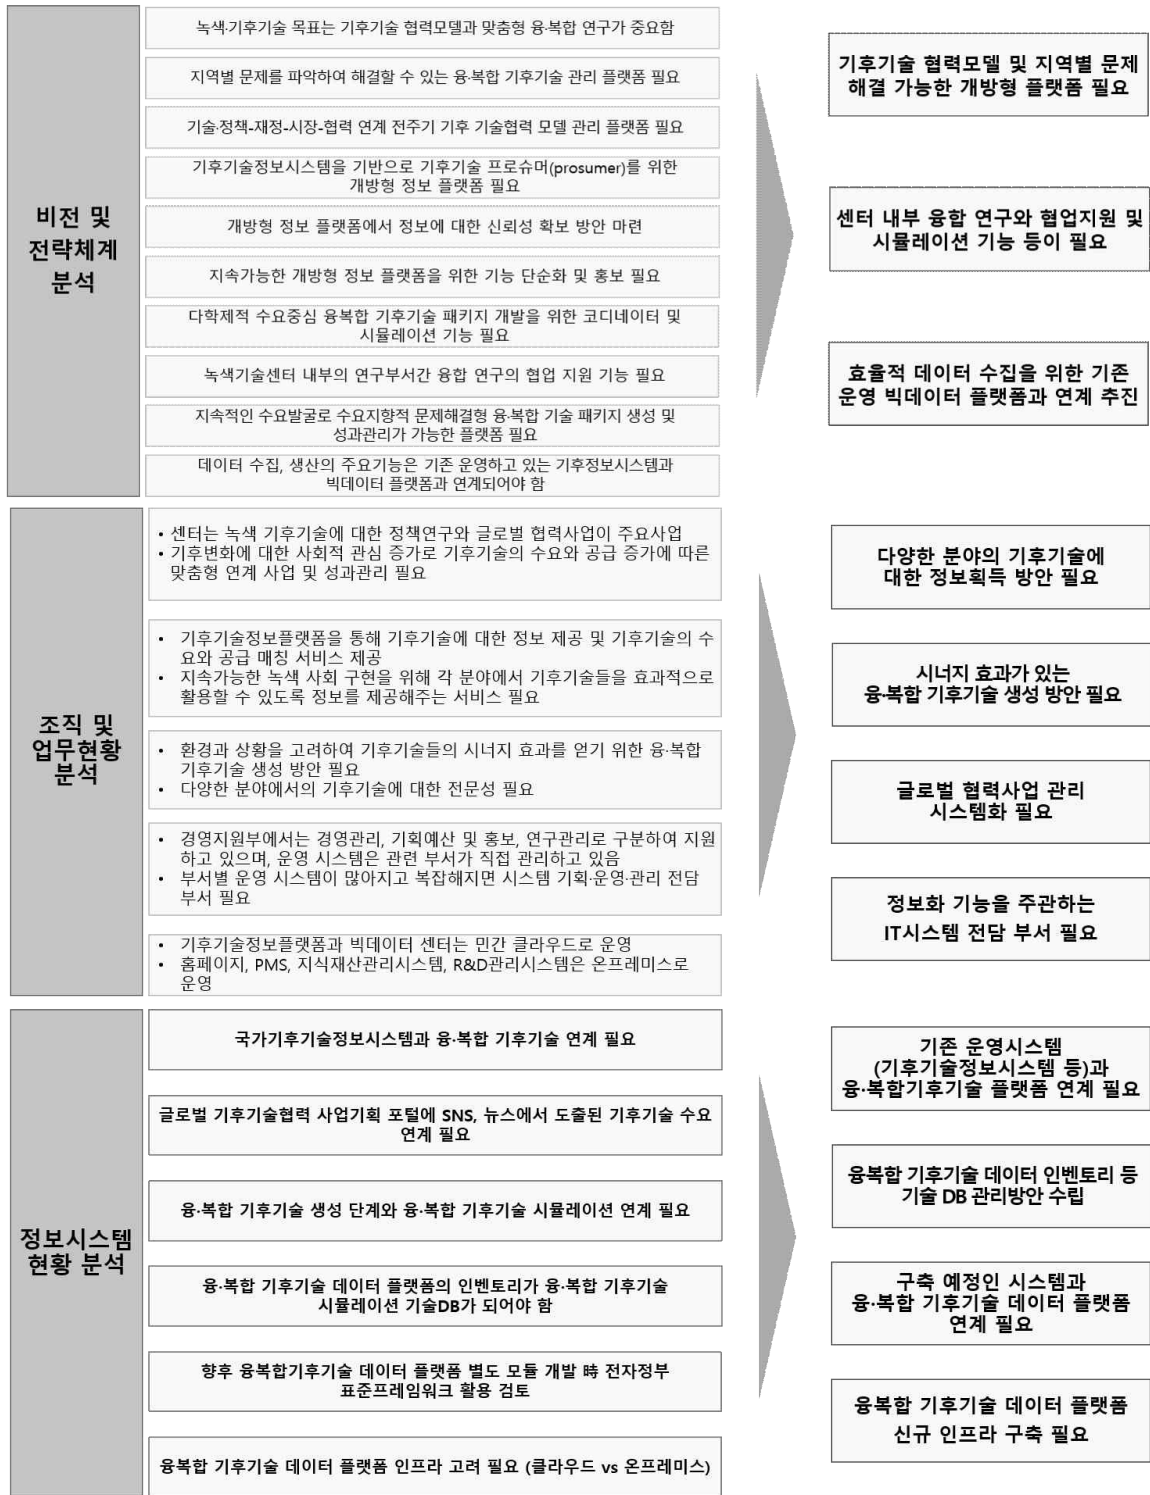 비전 및
전략체계
분석
녹색·기후기술 목표는 기후기술 협력모델과 맞춤형 융·복합 연구가 중요함
지역별 문제를 파악하여 해결할 수 있는 융·복합 기후기술 관리 플랫폼 필요
기술·정책-재정-시장-협력 연계 전주기 기후 기술협력 모델 관리 플랫폼 필요
기후기술정보시스템을 기반으로 기후기술 프로슈머(prosumer)를 위한
개방형 정보 플랫폼 필요
개방형 정보 플랫폼에서 정보에 대한 신뢰성 확보 방안 마련
지속가능한 개방형 정보 플랫폼을 위한 기능 단순화 및 홍보 필요
다학제적 수요중심 융복합 기후기술 패키지 개발을 위한 코디네이터 및
시뮬레이션 기능 필요
녹색기술센터 내부의 연구부서간 융합 연구의 협업 지원 기능 필요
지속적인 수요발굴로 수요지향적 문제해결형 융·복합 기술 패키지 생성 및
성과관리가 가능한 플랫폼 필요
데이터 수집, 생산의 주요기능은 기존 운영하고 있는 기후정보시스템과
빅데이터 플랫폼과 연계되어야 함
기후기술 협력모델 및 지역별 문제
해결 가능한 개방형 플랫폼 필요
센터 내부 융합 연구와 협업지원 및
시뮬레이션 기능 등이 필요
효율적 데이터 수집을 위한 기존
운영 빅데이터 플랫폼과 연계 추진
조직 및
업무현황
분석
• 센터는 녹색 기후기술에 대한 정책연구와 글로벌 협력사업이 주요사업
• 기후변화에 대한 사회적 관심 증가로 기후기술의 수요와 공급 증가에 따른
맞춤형 연계 사업 및 성과관리 필요
• 기후기술정보플랫폼을 통해 기후기술에 대한 정보 제공 및 기후기술의 수
요와 공급 매칭 서비스 제공
• 지속가능한 녹색 사회 구현을 위해 각 분야에서 기후기술들을 효과적으로
활용할 수 있도록 정보를 제공해주는 서비스 필요
• 환경과 상황을 고려하여 기후기술들의 시너지 효과를 얻기 위한 융·복합
기후기술 생성 방안 필요
• 다양한 분야에서의 기후기술에 대한 전문성 필요
• 경영지원부에서는 경영관리, 기획예산 및 홍보, 연구관리로 구분하여 지원
하고 있으며, 운영 시스템은 관련 부서가 직접 관리하고 있음
• 부서별 운영 시스템이 많아지고 복잡해지면 시스템 기획·운영·관리 전담
부서 필요
• 기후기술정보플랫폼과 빅데이터 센터는 민간 클라우드로 운영
• 홈페이지, PMS, 지식재산관리시스템, R&D관리시스템은 온프레미스로
운영
다양한 분야의 기후기술에
대한 정보획득 방안 필요
시너지 효과가 있는
융·복합 기후기술 생성 방안 필요
글로벌 협력사업 관리
시스템화 필요
정보화 기능을 주관하는
IT시스템 전담 부서 필요
정보시스템
현황 분석
국가기후기술정보시스템과 융·복합 기후기술 연계 필요
글로벌 기후기술협력 사업기획 포털에 SNS, 뉴스에서 도출된 기후기술 수요
연계 필요
융·복합 기후기술 생성 단계와 융·복합 기후기술 시뮬레이션 연계 필요
융·복합 기후기술 데이터 플랫폼의 인벤토리가 융·복합 기후기술
시뮬레이션 기술DB가 되어야 함
향후 융복합기후기술 데이터 플랫폼 별도 모듈 개발 時 전자정부
표준프레임워크 활용 검토
융복합 기후기술 데이터 플랫폼 인프라 고려 필요 (클라우드 vs 온프레미스)
기존 운영시스템
(기후기술정보시스템 등)과
융·복합기후기술 플랫폼 연계 필요
융복합 기후기술 데이터 인벤토리 등
기술 DB 관리방안 수립
구축 예정인 시스템과
융·복합 기후기술 데이터 플랫폼
연계 필요
융복합 기후기술 데이터 플랫폼
신규 인프라 구축 필요